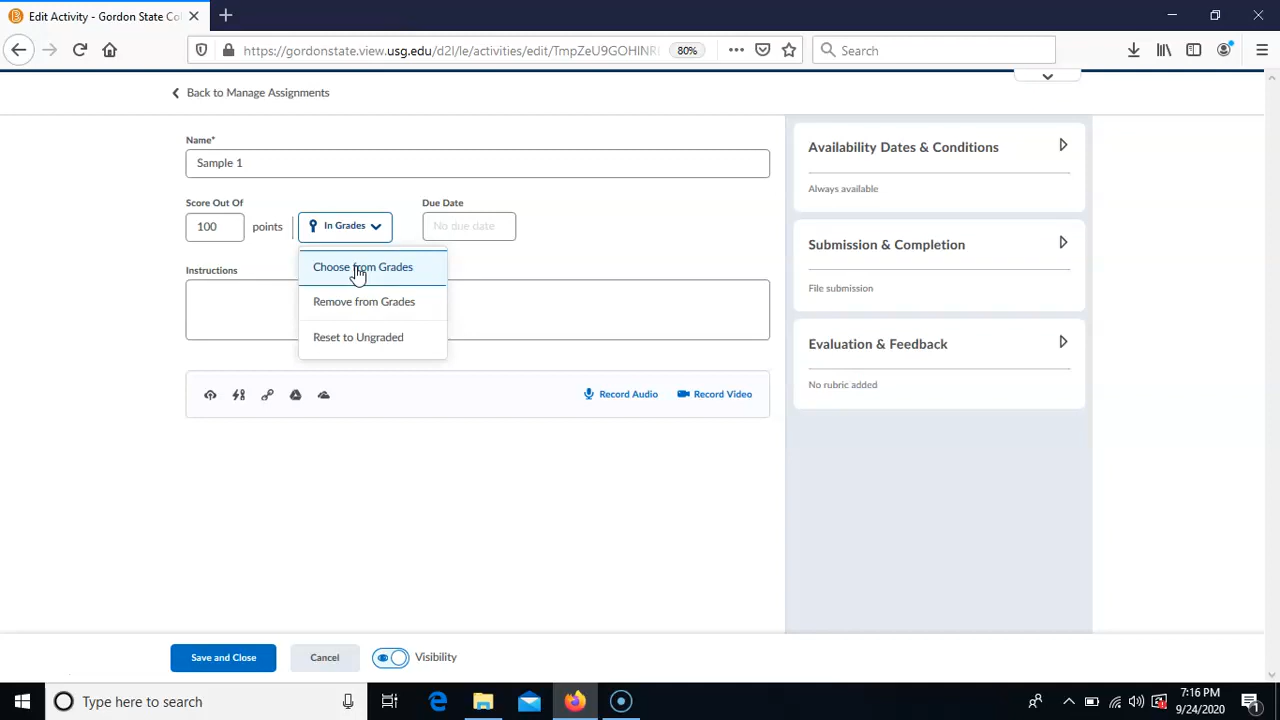 Edit Activity - Gordon State Co
https://gordonstate.view.usg.edu/d2l/le/activities/edit/TmpZeU9GOHINR
80%
Search
Back to Manage Assignments
Name*
Sample 1
Score Out Of
100
points
In Grades
Due Date
No due date
Choose from Grades
Remove from Grades
Reset to Ungraded
Instructions
Record Audio
Record Video
Availability Dates & Conditions
Always available
Submission & Completion
File submission
Evaluation & Feedback
No rubric added
Save and Close
Cancel
Visibility
Type here to search
7:16 PM
9/24/2020
1